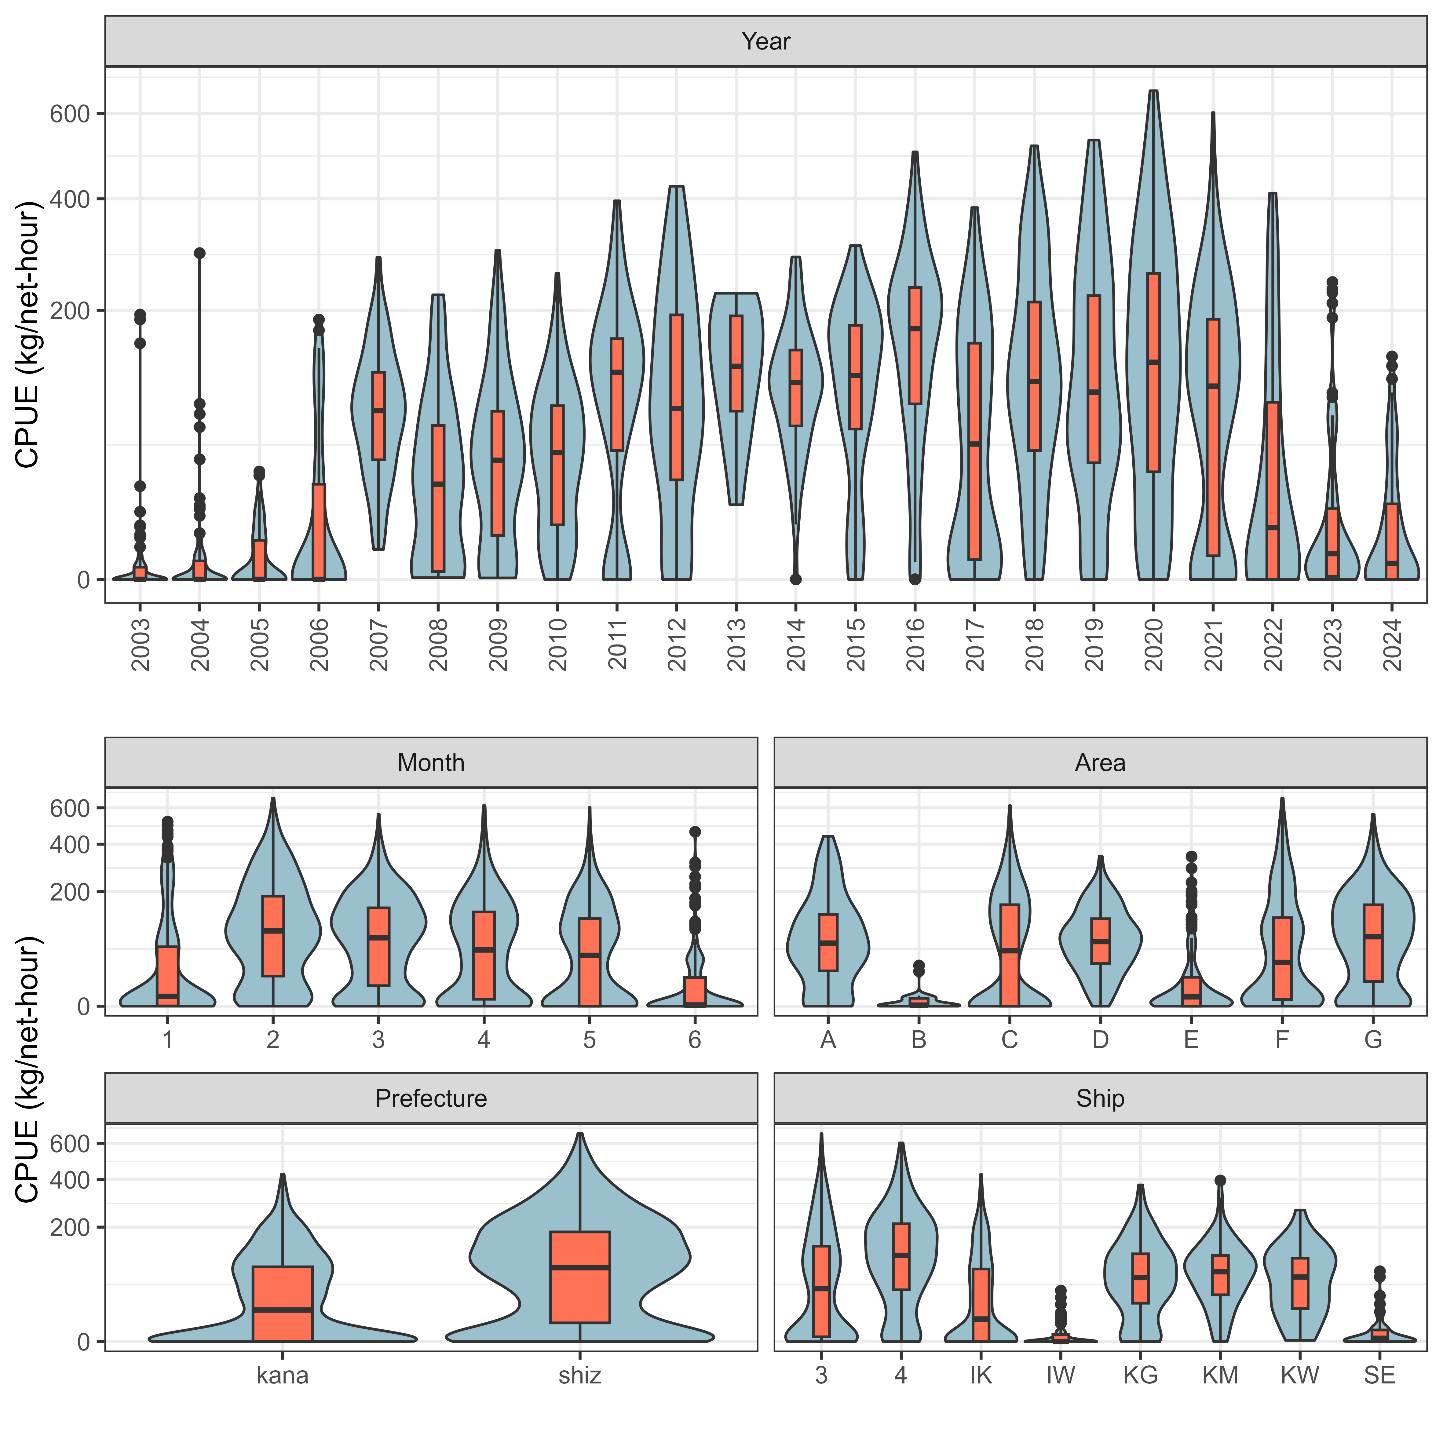 Year
CPUE (kg/net-hour)
600
400
200
0
2003 2004 2005 2006 2007 2008 2009 2010 2011 2012 2013 2014 2015 2016 2017 2018 2019 2020 2021 2022 2023 2024
CPUE (kg/net-hour)
Month
600
400
200
0
1 2 3 4 5 6
Area
A B C D E F G
Prefecture
600
400
200
0
kana shiz
Ship
3 4 IK IW KG KM KW SE